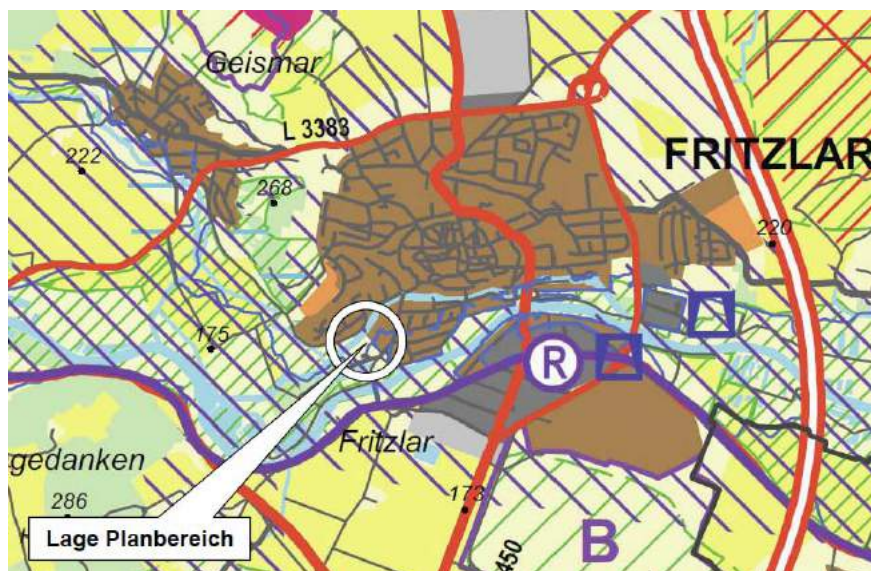 Geismar
L 3383
222
268
FRITZLAR
220
175
R
Fritzlar
gedanken
286
173
Lage Planbereich
450
B